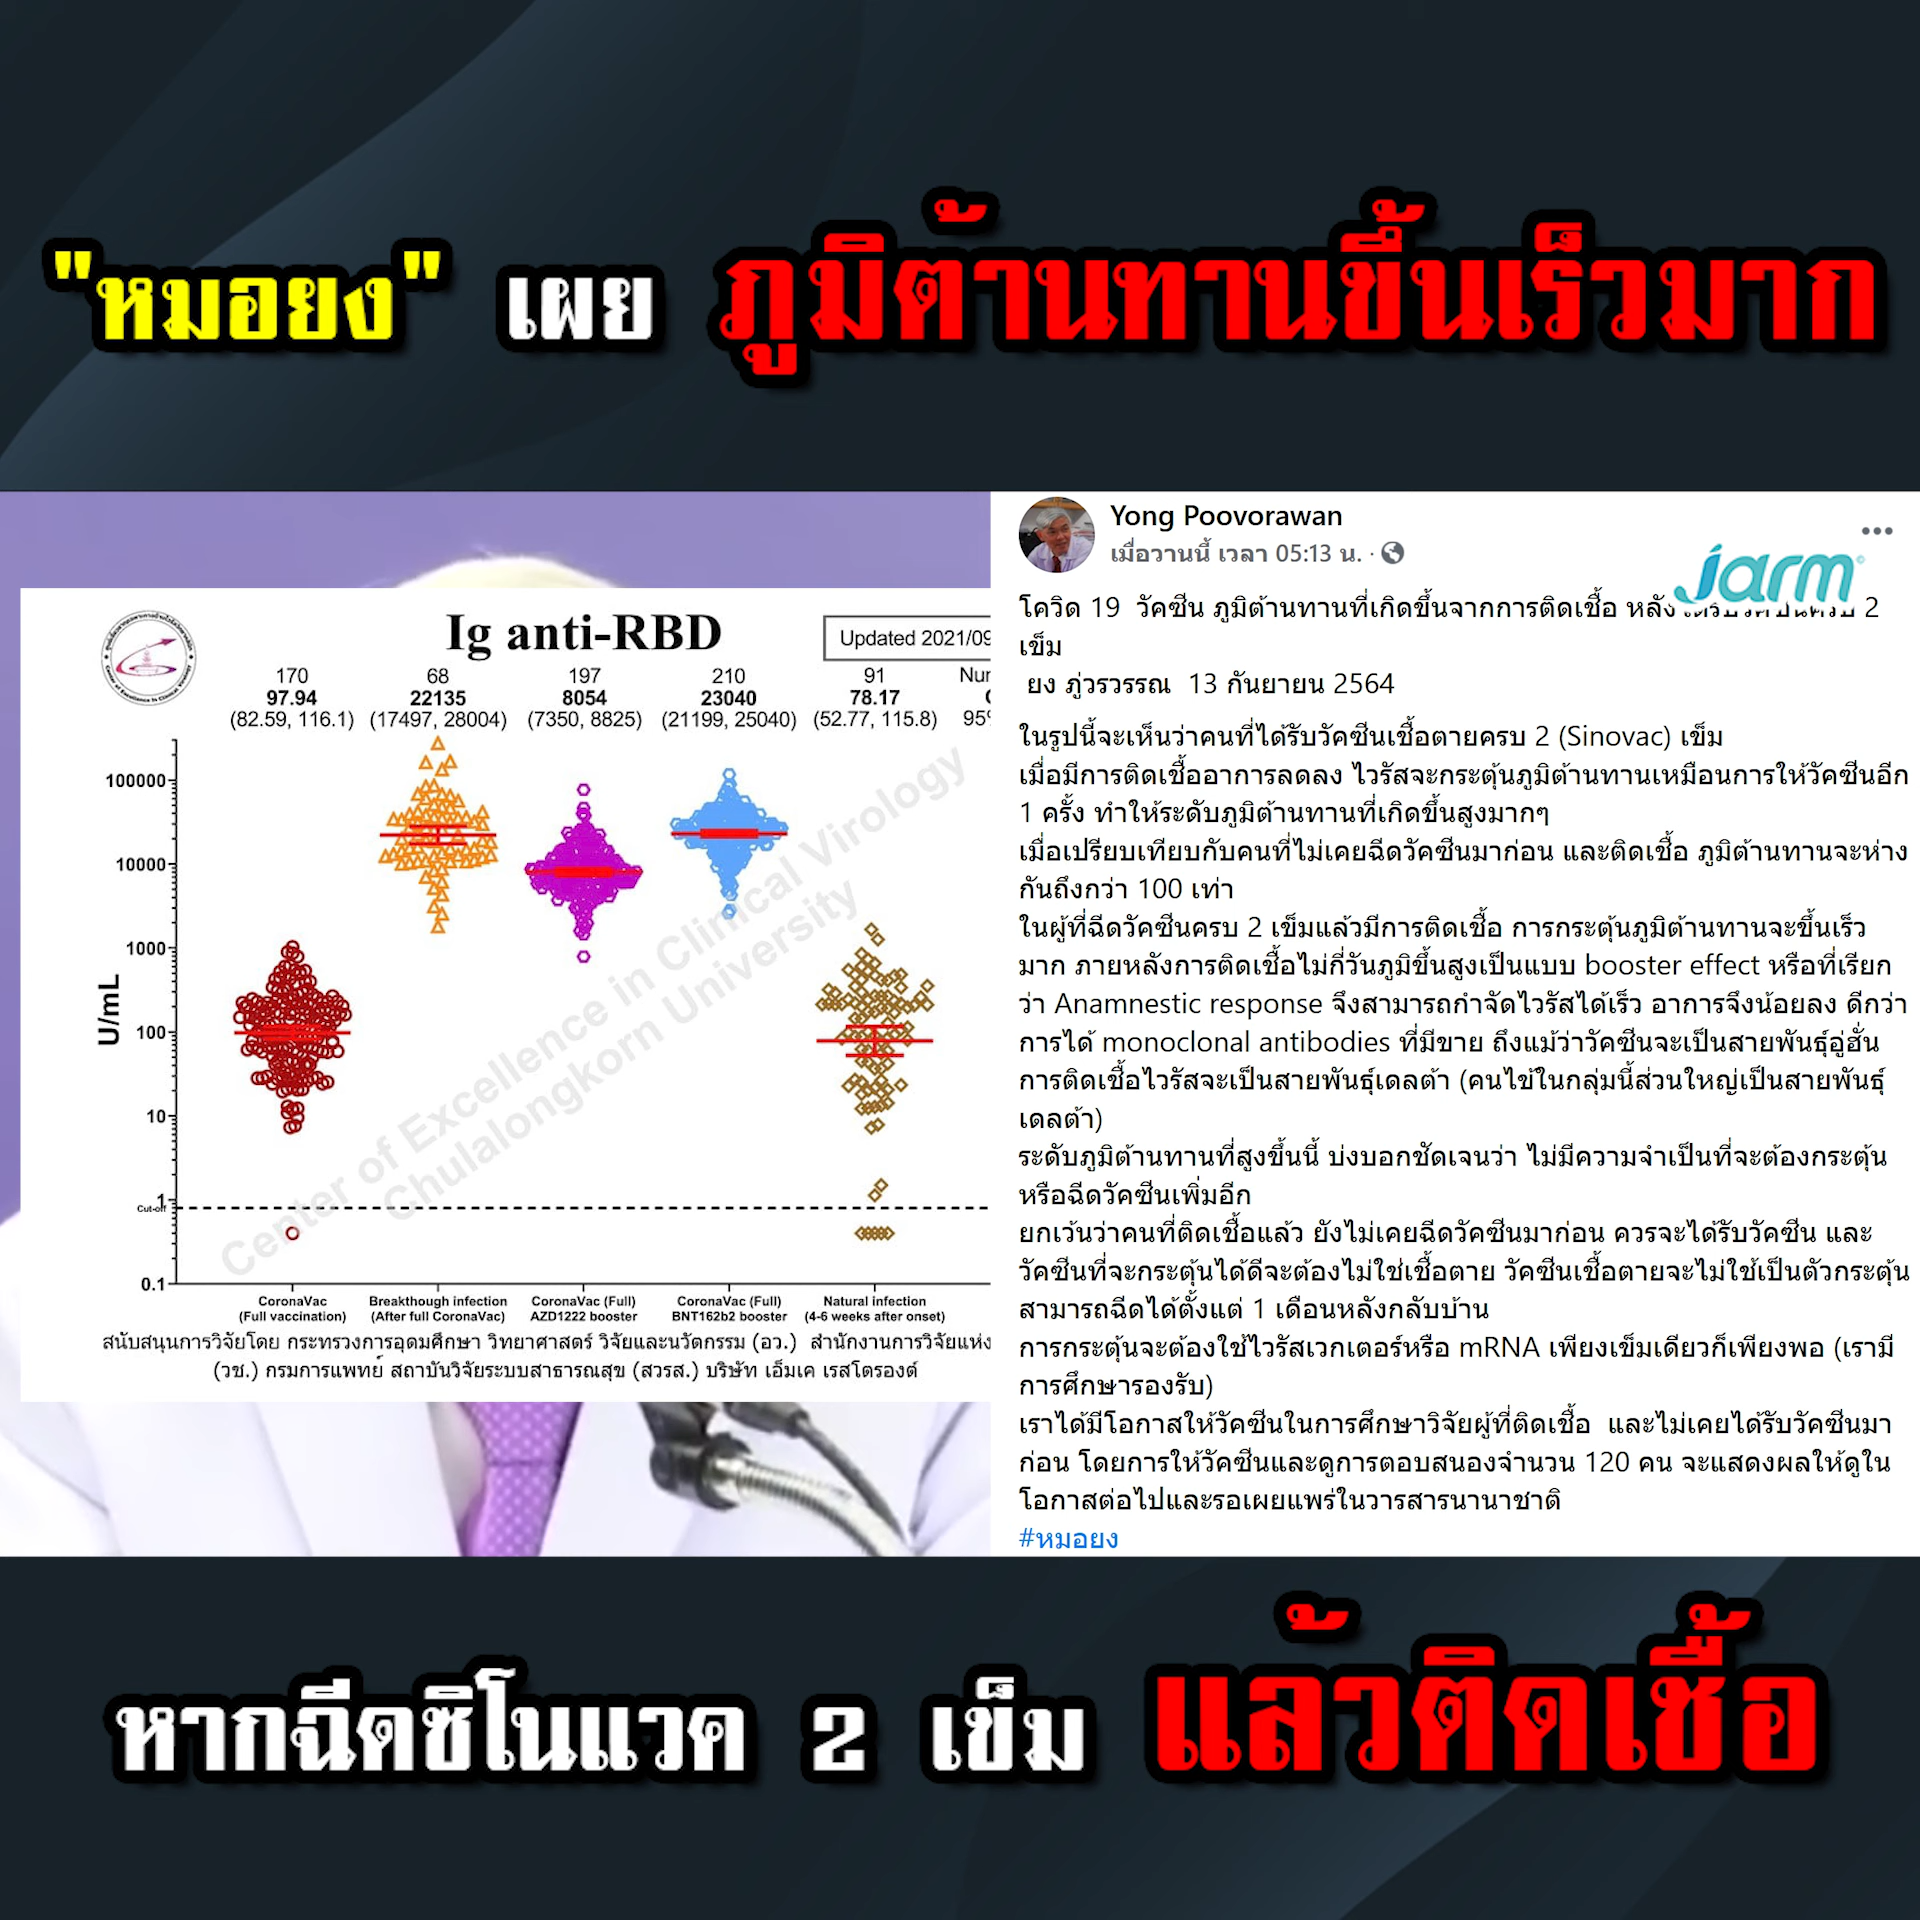 "หมอยง" เผย ภูมิต้านทานขึ้นเร็วมาก
Ig anti-RBD
Updated 2021/09
170 68 197 210 91 Nur
97.94 22135 8054 23040 78.17
(82.59, 116.1) (17497, 28004) (7350, 8825) (21199, 25040) (52.77, 115.8) 95
100000
10000
1000
100
10
1
Cut-off
0.1
U/mL
Center of Excellence in Clinical Virology
Chulalongkorn University
CoronaVac Breakthough infection CoronaVac (Full) CoronaVac (Full) Natural infection
(Full vaccination) (After full CoronaVac) AZD1222 booster BNT162b2 booster (4-6 weeks after onset)
สนับสนุนการวิจัยโดย กระทรวงการอุดมศึกษา วิทยาศาสตร์ วิจัยและนวัตกรรม (อว.) สำนักงานการวิจัยแห่ง
(วช.) กรมการแพทย์ สถาบันวิจัยระบบสาธารณสุข (สวรส.) บริษัท เอ็มเค เรสโตรองต์
Yong Poovorawan
เมื่อวานนี้ เวลา 05:13 น.
jarm
โควิด 19 วัคซีน ภูมิต้านทานที่เกิดขึ้นจากการติดเชื้อ หลัง 2
เข็ม
ยง ภู่วรวรรณ 13 กันยายน 2564
ในรูปนี้จะเห็นว่าคนที่ได้รับวัคซีนเชื้อตายครบ 2 (Sinovac) เข็ม
เมื่อมีการติดเชื้ออาการลดลง ไวรัสจะกระตุ้นภูมิต้านทานเหมือนการให้วัคซีนอีก
1 ครั้ง ทำให้ระดับภูมิต้านทานที่เกิดขึ้นสูงมากๆ
เมื่อเปรียบเทียบกับคนที่ไม่เคยฉีดวัคซีนมาก่อน และติดเชื้อ ภูมิต้านทานจะห่าง
กันถึงกว่า 100 เท่า
ในผู้ที่ฉีดวัคซีนครบ 2 เข็มแล้วมีการติดเชื้อ การกระตุ้นภูมิต้านทานจะขึ้นเร็ว
มาก ภายหลังการติดเชื้อไม่กี่วันภูมิขึ้นสูงเป็นแบบ booster effect หรือที่เรียก
ว่า Anamnestic response จึงสามารถกำจัดไวรัสได้เร็ว อาการจึงน้อยลง ดีกว่า
การได้ monoclonal antibodies ที่มีขาย ถึงแม้ว่าวัคซีนจะเป็นสายพันธุ์อู่ฮั่น
การติดเชื้อไวรัสจะเป็นสายพันธุ์เดลต้า (คนไข้ในกลุ่มนี้ส่วนใหญ่เป็นสายพันธุ์
เดลต้า)
ระดับภูมิต้านทานที่สูงขึ้นนี้ บ่งบอกชัดเจนว่า ไม่มีความจำเป็นที่จะต้องกระตุ้น
หรือฉีดวัคซีนเพิ่มอีก
ยกเว้นว่าคนที่ติดเชื้อแล้ว ยังไม่เคยฉีดวัคซีนมาก่อน ควรจะได้รับวัคซีน และ
วัคซีนที่จะกระตุ้นได้ดีจะต้องไม่ใช่เชื้อตาย วัคซีนเชื้อตายจะไม่ใช้เป็นตัวกระตุ้น
สามารถฉีดได้ตั้งแต่ 1 เดือนหลังกลับบ้าน
การกระตุ้นจะต้องใช้ไวรัสเวกเตอร์หรือ mRNA เพียงเข็มเดียวก็เพียงพอ (เรามี
การศึกษารองรับ)
เราได้มีโอกาสให้วัคซีนในการศึกษาวิจัยผู้ที่ติดเชื้อ และไม่เคยได้รับวัคซีนมา
ก่อน โดยการให้วัคซีนและดูการตอบสนองจำนวน 120 คน จะแสดงผลให้ดูใน
โอกาสต่อไปและรอเผยแพร่ในวารสารนานาชาติ
#หมอยง
หากฉีดซิโนแวค 2 เข็ม แล้วติดเชื้อ